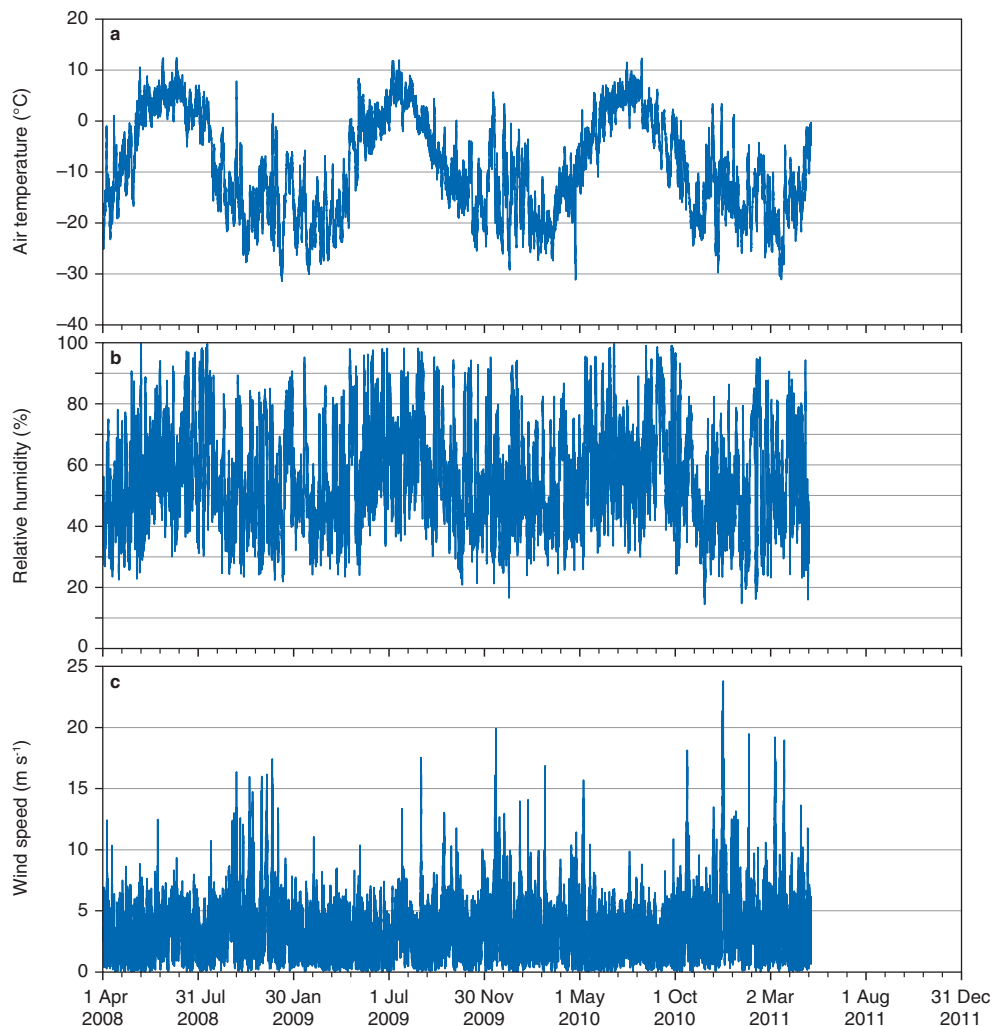 a
20
10
0
–10
–20
–30
–40
Air temperature (°C)
b
100
80
60
40
20
0
Relative humidity (%)
c
25
20
15
10
5
0
Wind speed (m s-1)
1 Apr 31 Jul 30 Jan 1 Jul 30 Nov 1 May 1 Oct 2 Mar 1 Aug 31 Dec
2008 2008 2009 2009 2009 2010 2010 2011 2011 2011